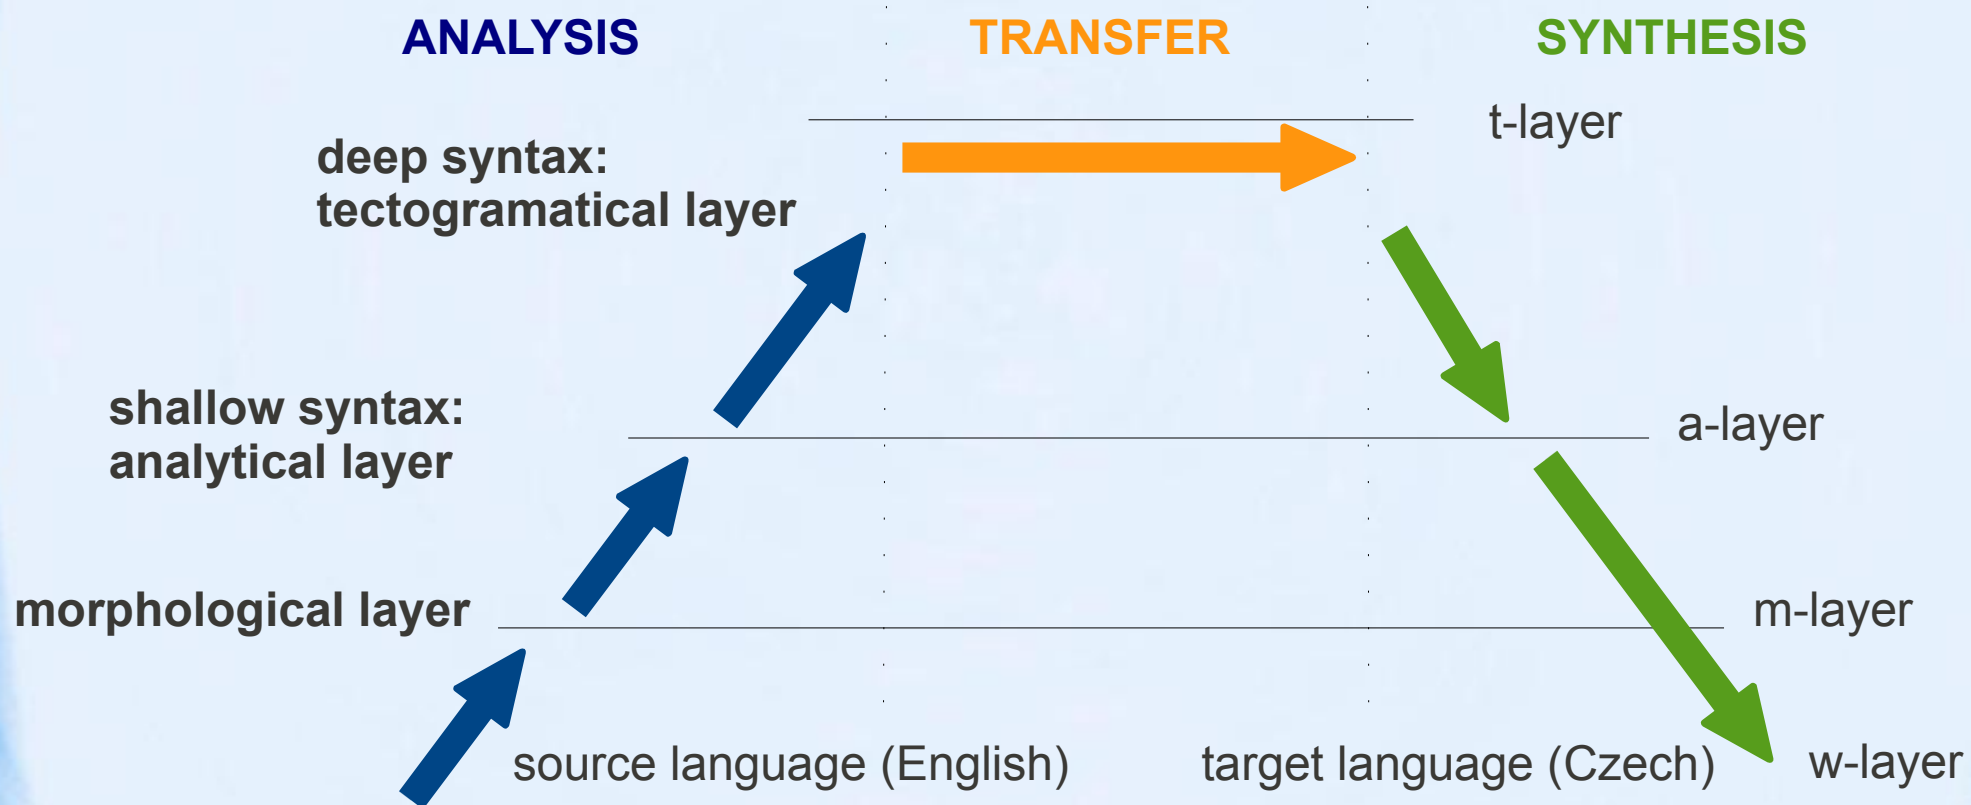 ANALYSIS
TRANSFER
SYNTHESIS
t-layer
deep syntax:
tectogramatical layer
shallow syntax:
analytical layer
a-layer
morphological layer
m-layer
source language (English)
target language (Czech)
w-layer